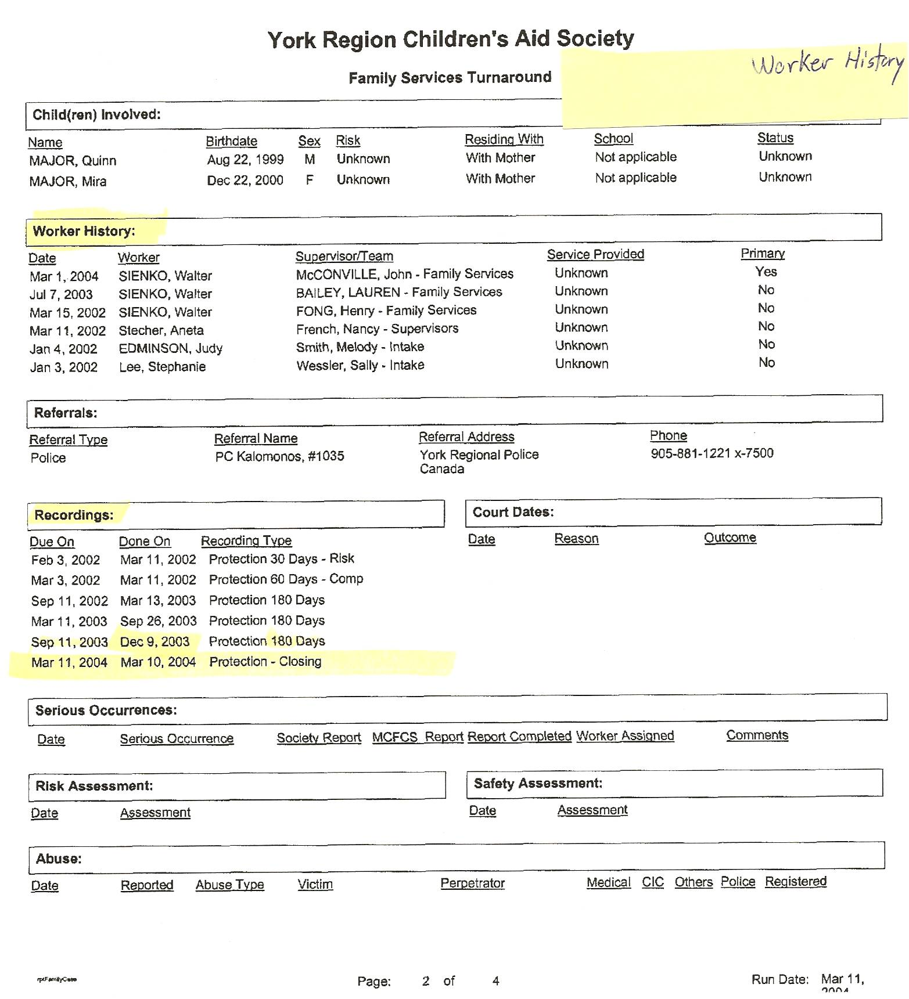 York Region Children's Aid Society
Worker History
Family Services Turnaround
Child(ren) Involved:
Name Birthdate Sex Risk Residing With School Status
MAJOR, Quinn Aug 22, 1999 M Unknown With Mother Not applicable Unknown
MAJOR, Mira Dec 22, 2000 F Unknown With Mother Not applicable Unknown
Worker History:
Date Worker Supervisor/Team Service Provided Primary
Mar 1, 2004 SIENKO, Walter McCONVILLE, John - Family Services Unknown Yes
Jul 7, 2003 SIENKO, Walter BAILEY, LAUREN - Family Services Unknown No
Mar 15, 2002 SIENKO, Walter FONG, Henry - Family Services Unknown No
Mar 11, 2002 Stecher, Aneta French, Nancy - Supervisors Unknown No
Jan 4, 2002 EDMINSON, Judy Smith, Melody - Intake Unknown No
Jan 3, 2002 Lee, Stephanie Wessler, Sally - Intake Unknown No
Referrals:
Referral Type Referral Name Referral Address Phone
Police PC Kalomonos, #1035 York Regional Police 905-881-1221 x-7500
Canada
Recordings: Court Dates:
Due On Done On Recording Type Date Reason Outcome
Feb 3, 2002 Mar 11, 2002 Protection 30 Days - Risk
Mar 3, 2002 Mar 11, 2002 Protection 60 Days - Comp
Sep 11, 2002 Mar 13, 2003 Protection 180 Days
Mar 11, 2003 Sep 26, 2003 Protection 180 Days
Sep 11, 2003 Dec 9, 2003 Protection 180 Days
Mar 11, 2004 Mar 10, 2004 Protection - Closing
Serious Occurrences:
Date Serious Occurrence Society Report MCFCS Report Report Completed Worker Assigned Comments
Risk Assessment: Safety Assessment:
Date Assessment Date Assessment
Abuse:
Date Reported Abuse Type Victim Perpetrator Medical CIC Others Police Registered
rptFamilyCase Page: 2 of 4 Run Date: Mar 11,
2004